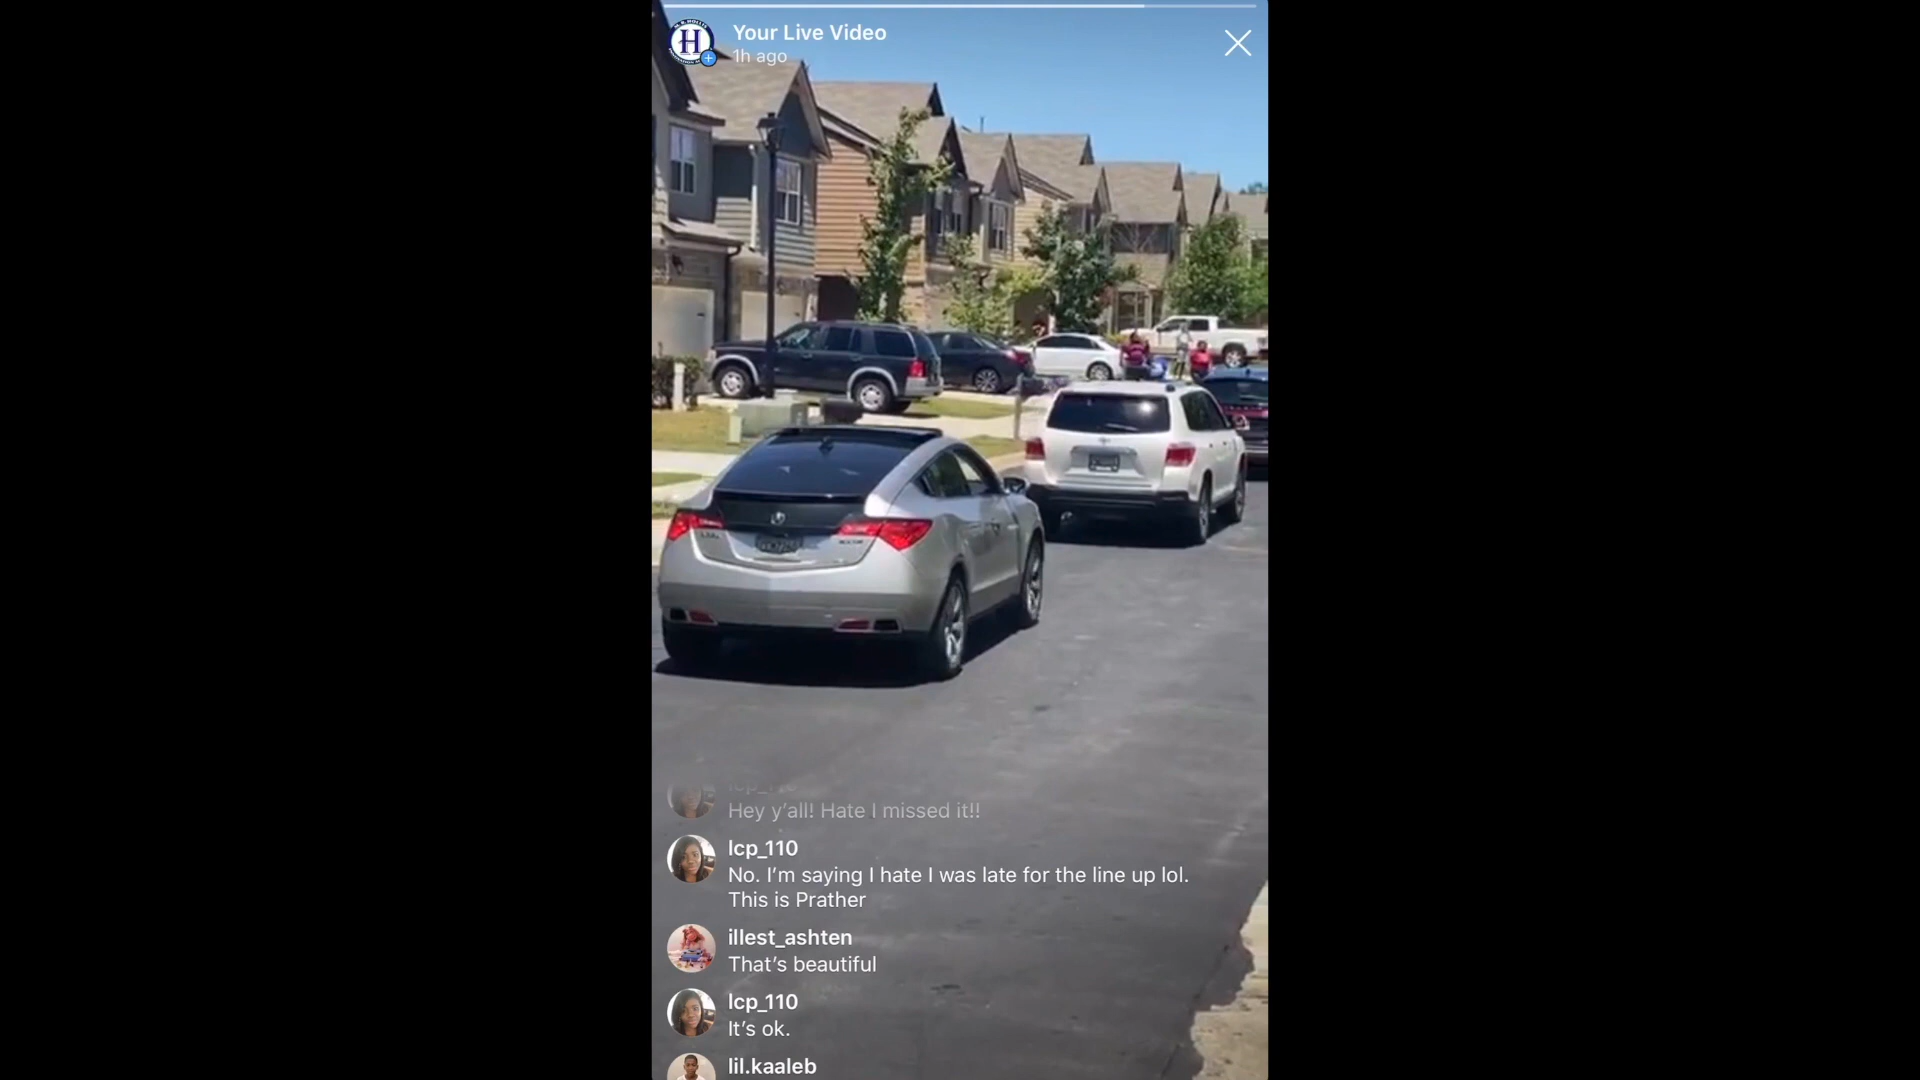 Your Live Video
1h ago
H
Hey y’all! Hate I missed it!!
lcp_110
No. I’m saying I hate I was late for the line up lol.
This is Prather
illest_ashten
That’s beautiful
lcp_110
It’s ok.
lil.kaaleb